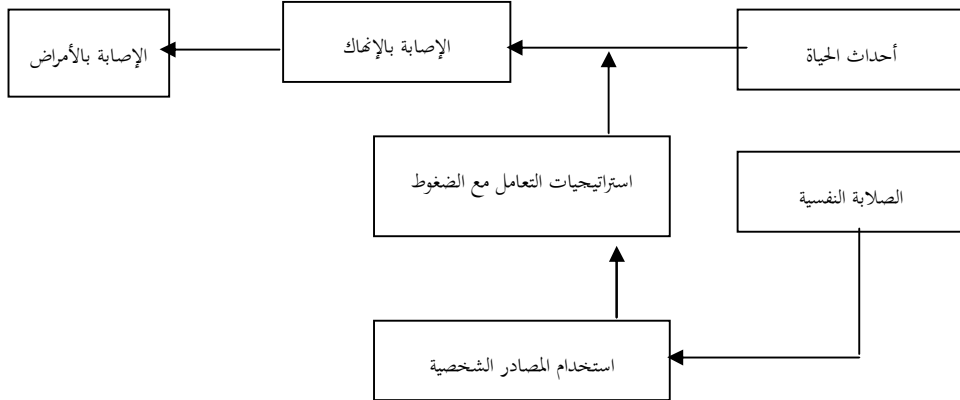 أحداث الحياة
الإصابة بالإنهاك
الإصابة بالأمراض
استراتيجيات التعامل مع الضغوط
الصلابة النفسية
استخدام المصادر الشخصية